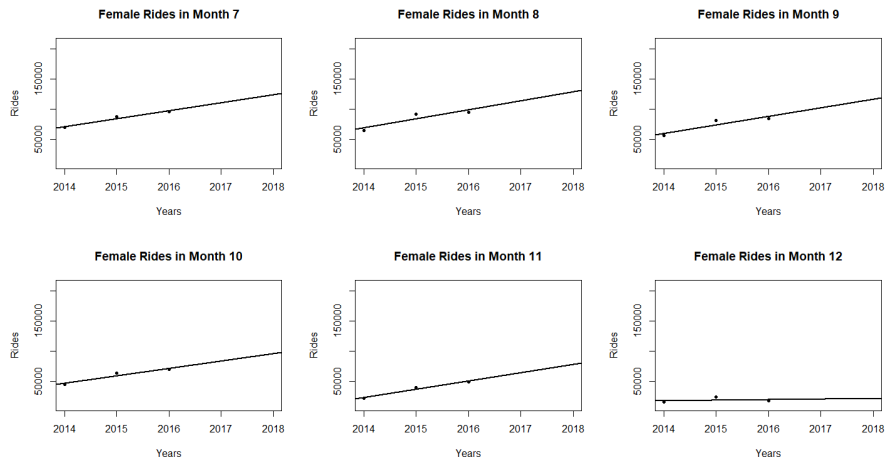 Female Rides in Month 7
Rides
50000 150000
2014 2015 2016 2017 2018
Years
Female Rides in Month 8
Rides
50000 150000
2014 2015 2016 2017 2018
Years
Female Rides in Month 9
Rides
50000 150000
2014 2015 2016 2017 2018
Years
Female Rides in Month 10
Rides
50000 150000
2014 2015 2016 2017 2018
Years
Female Rides in Month 11
Rides
50000 150000
2014 2015 2016 2017 2018
Years
Female Rides in Month 12
Rides
50000 150000
2014 2015 2016 2017 2018
Years